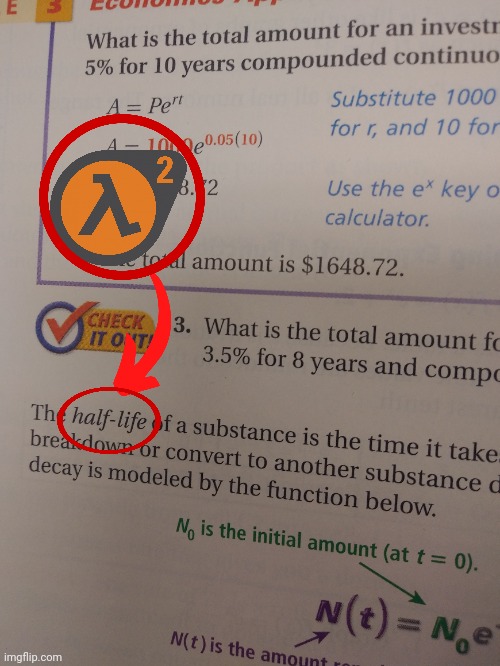 E 3 Economics App
What is the total amount for an investm
5% for 10 years compounded continuo
A = Pe^rt
Substitute 1000
for r, and 10 for
A = 1000e^0.05(10)
λ²
8.72
Use the e^x key o
calculator.
total amount is $1648.72.
CHECK
IT OUT!
3. What is the total amount fo
3.5% for 8 years and compo
The half-life of a substance is the time it take
breakdown or convert to another substance d
decay is modeled by the function below.
N₀ is the initial amount (at t = 0).
N(t) = N₀e
N(t) is the amount
imgflip.com